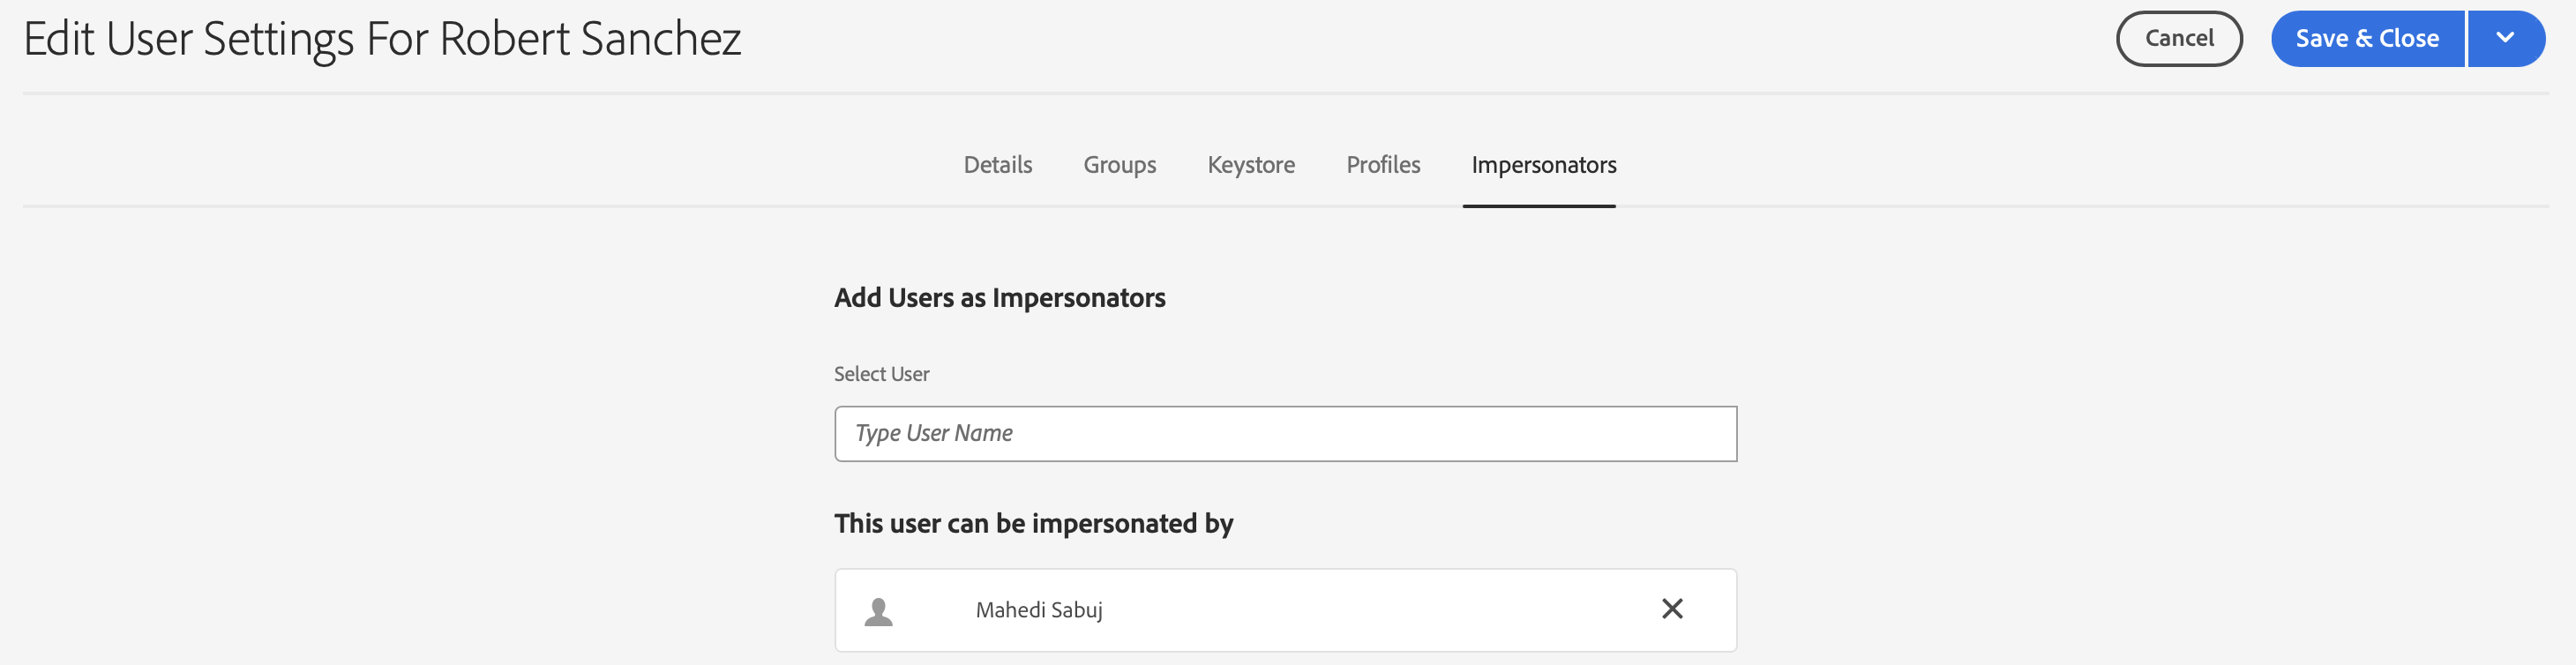 Edit User Settings For Robert Sanchez
Cancel
Save & Close
Details Groups Keystore Profiles Impersonators
Add Users as Impersonators
Select User
Type User Name
This user can be impersonated by
Mahedi Sabuj